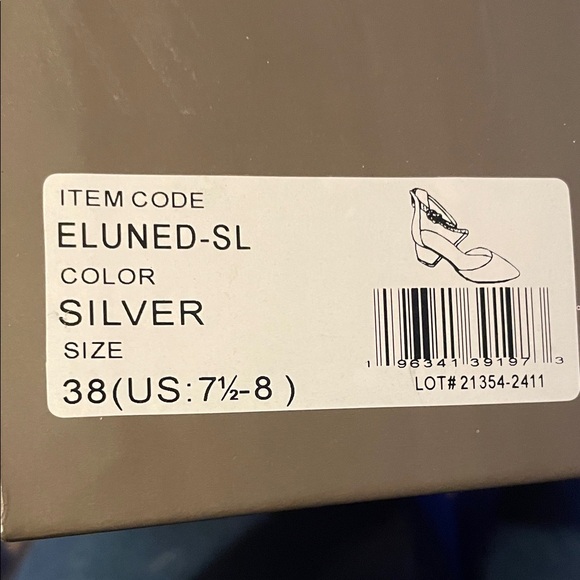 ITEM CODE
ELUNED-SL
COLOR
SILVER
SIZE
38(US:7½-8 )
1 96341 39197 3
LOT# 21354-2411